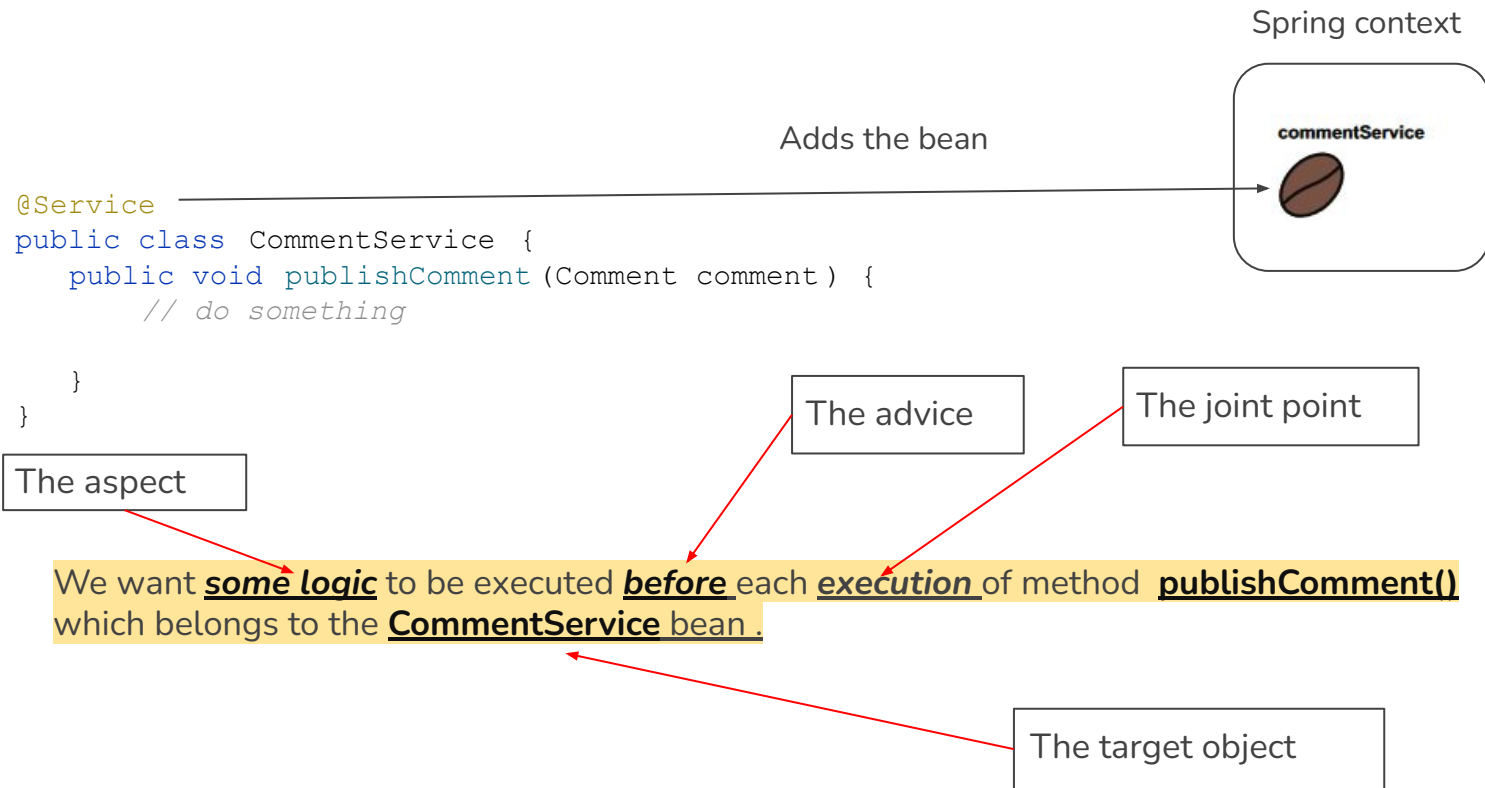 Spring context
commentService
Adds the bean
@Service
public class CommentService {
public void publishComment (Comment comment ) {
// do something
}
}
The advice
The joint point
The aspect
We want some logic to be executed before each execution of method publishComment()
which belongs to the CommentService bean .
The target object